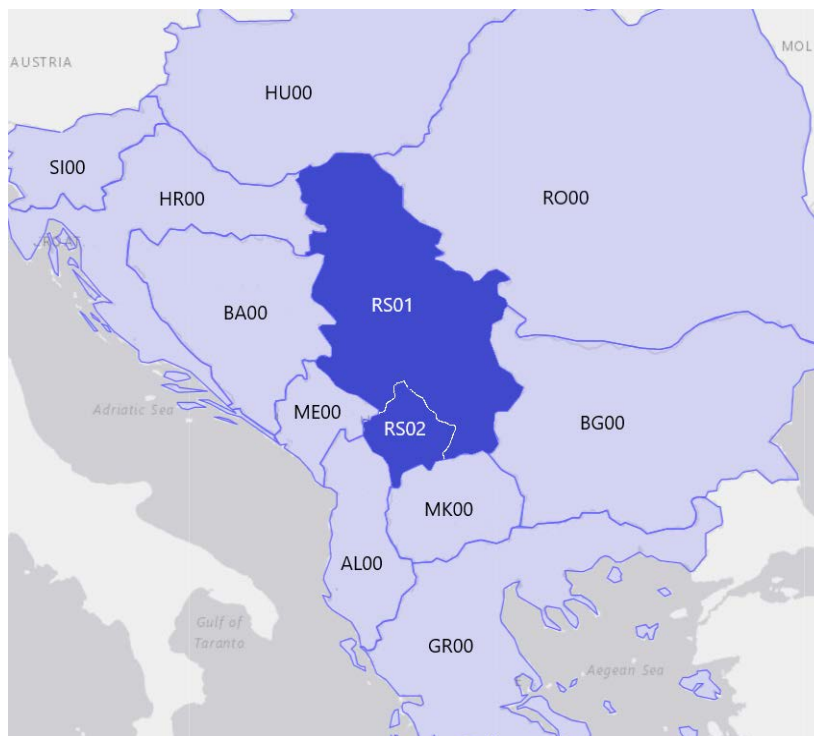 AUSTRIA
MOL
HU00
SI00
HR00
RO00
RS01
BA00
Adriatic Sea
ME00
RS02
BG00
MK00
AL00
Gulf of
Taranto
GR00
Aegean Sea